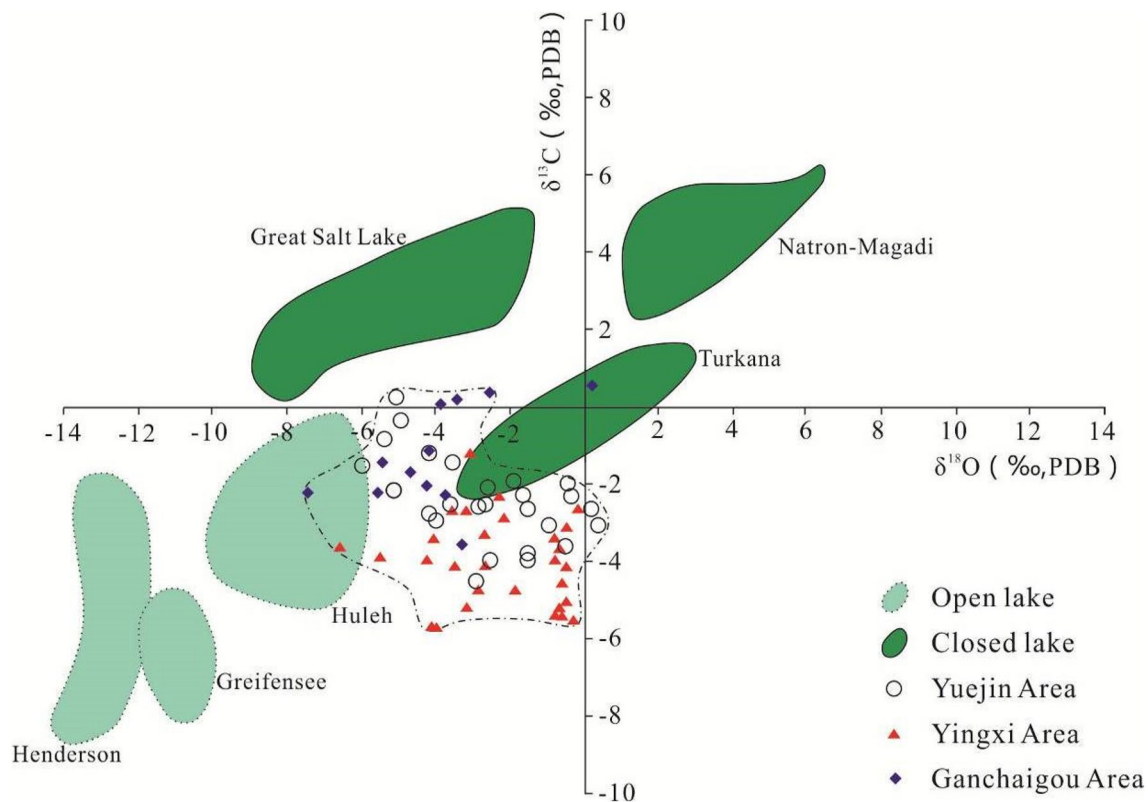 10
8
6
4
2
-2
-4
-6
-8
-10
δ¹³C ( ‰,PDB )
-14
-12
-10
-8
-6
-4
-2
2
4
6
8
10
12
14
δ¹⁸O ( ‰,PDB )
Great Salt Lake
Natron-Magadi
Turkana
Huleh
Greifensee
Henderson
Open lake
Closed lake
Yuejin Area
Yingxi Area
Ganchaigou Area